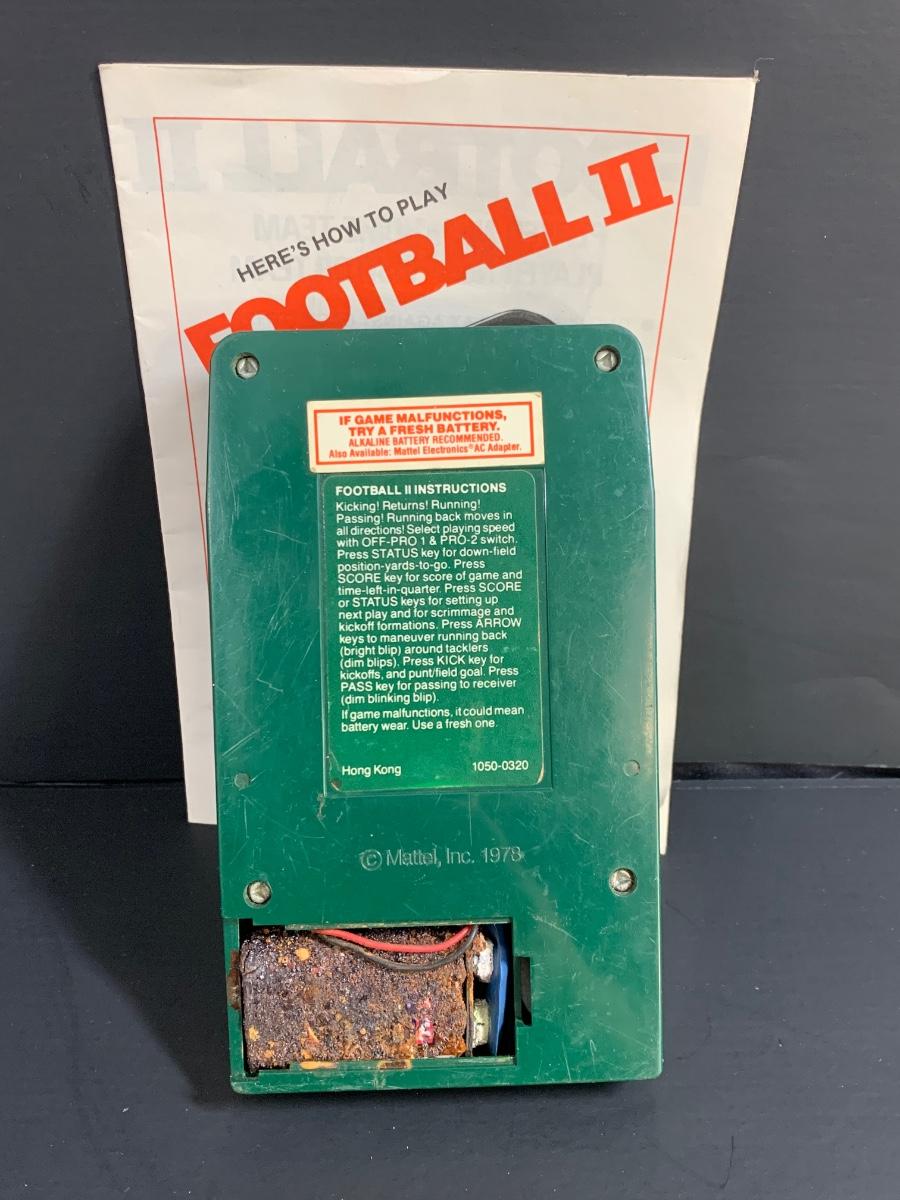 HERE'S HOW TO PLAY
FOOTBALL II
IF GAME MALFUNCTIONS,
TRY A FRESH BATTERY.
ALKALINE BATTERY RECOMMENDED.
Also Available: Mattel Electronics® AC Adapter.
FOOTBALL II INSTRUCTIONS
Kicking! Returns! Running!
Passing! Running back moves in
all directions! Select playing speed
with OFF-PRO 1 & PRO-2 switch.
Press STATUS key for down-field
position-yards-to-go. Press
SCORE key for score of game and
time-left-in-quarter. Press SCORE
or STATUS keys for setting up
next play and for scrimmage and
kickoff formations. Press ARROW
keys to maneuver running back
(bright blip) around tacklers
(dim blips). Press KICK key for
kickoffs, and punt/field goal. Press
PASS key for passing to receiver
(dim blinking blip).
If game malfunctions, it could mean
battery wear. Use a fresh one.
Hong Kong 1050-0320
© Mattel, Inc. 1978